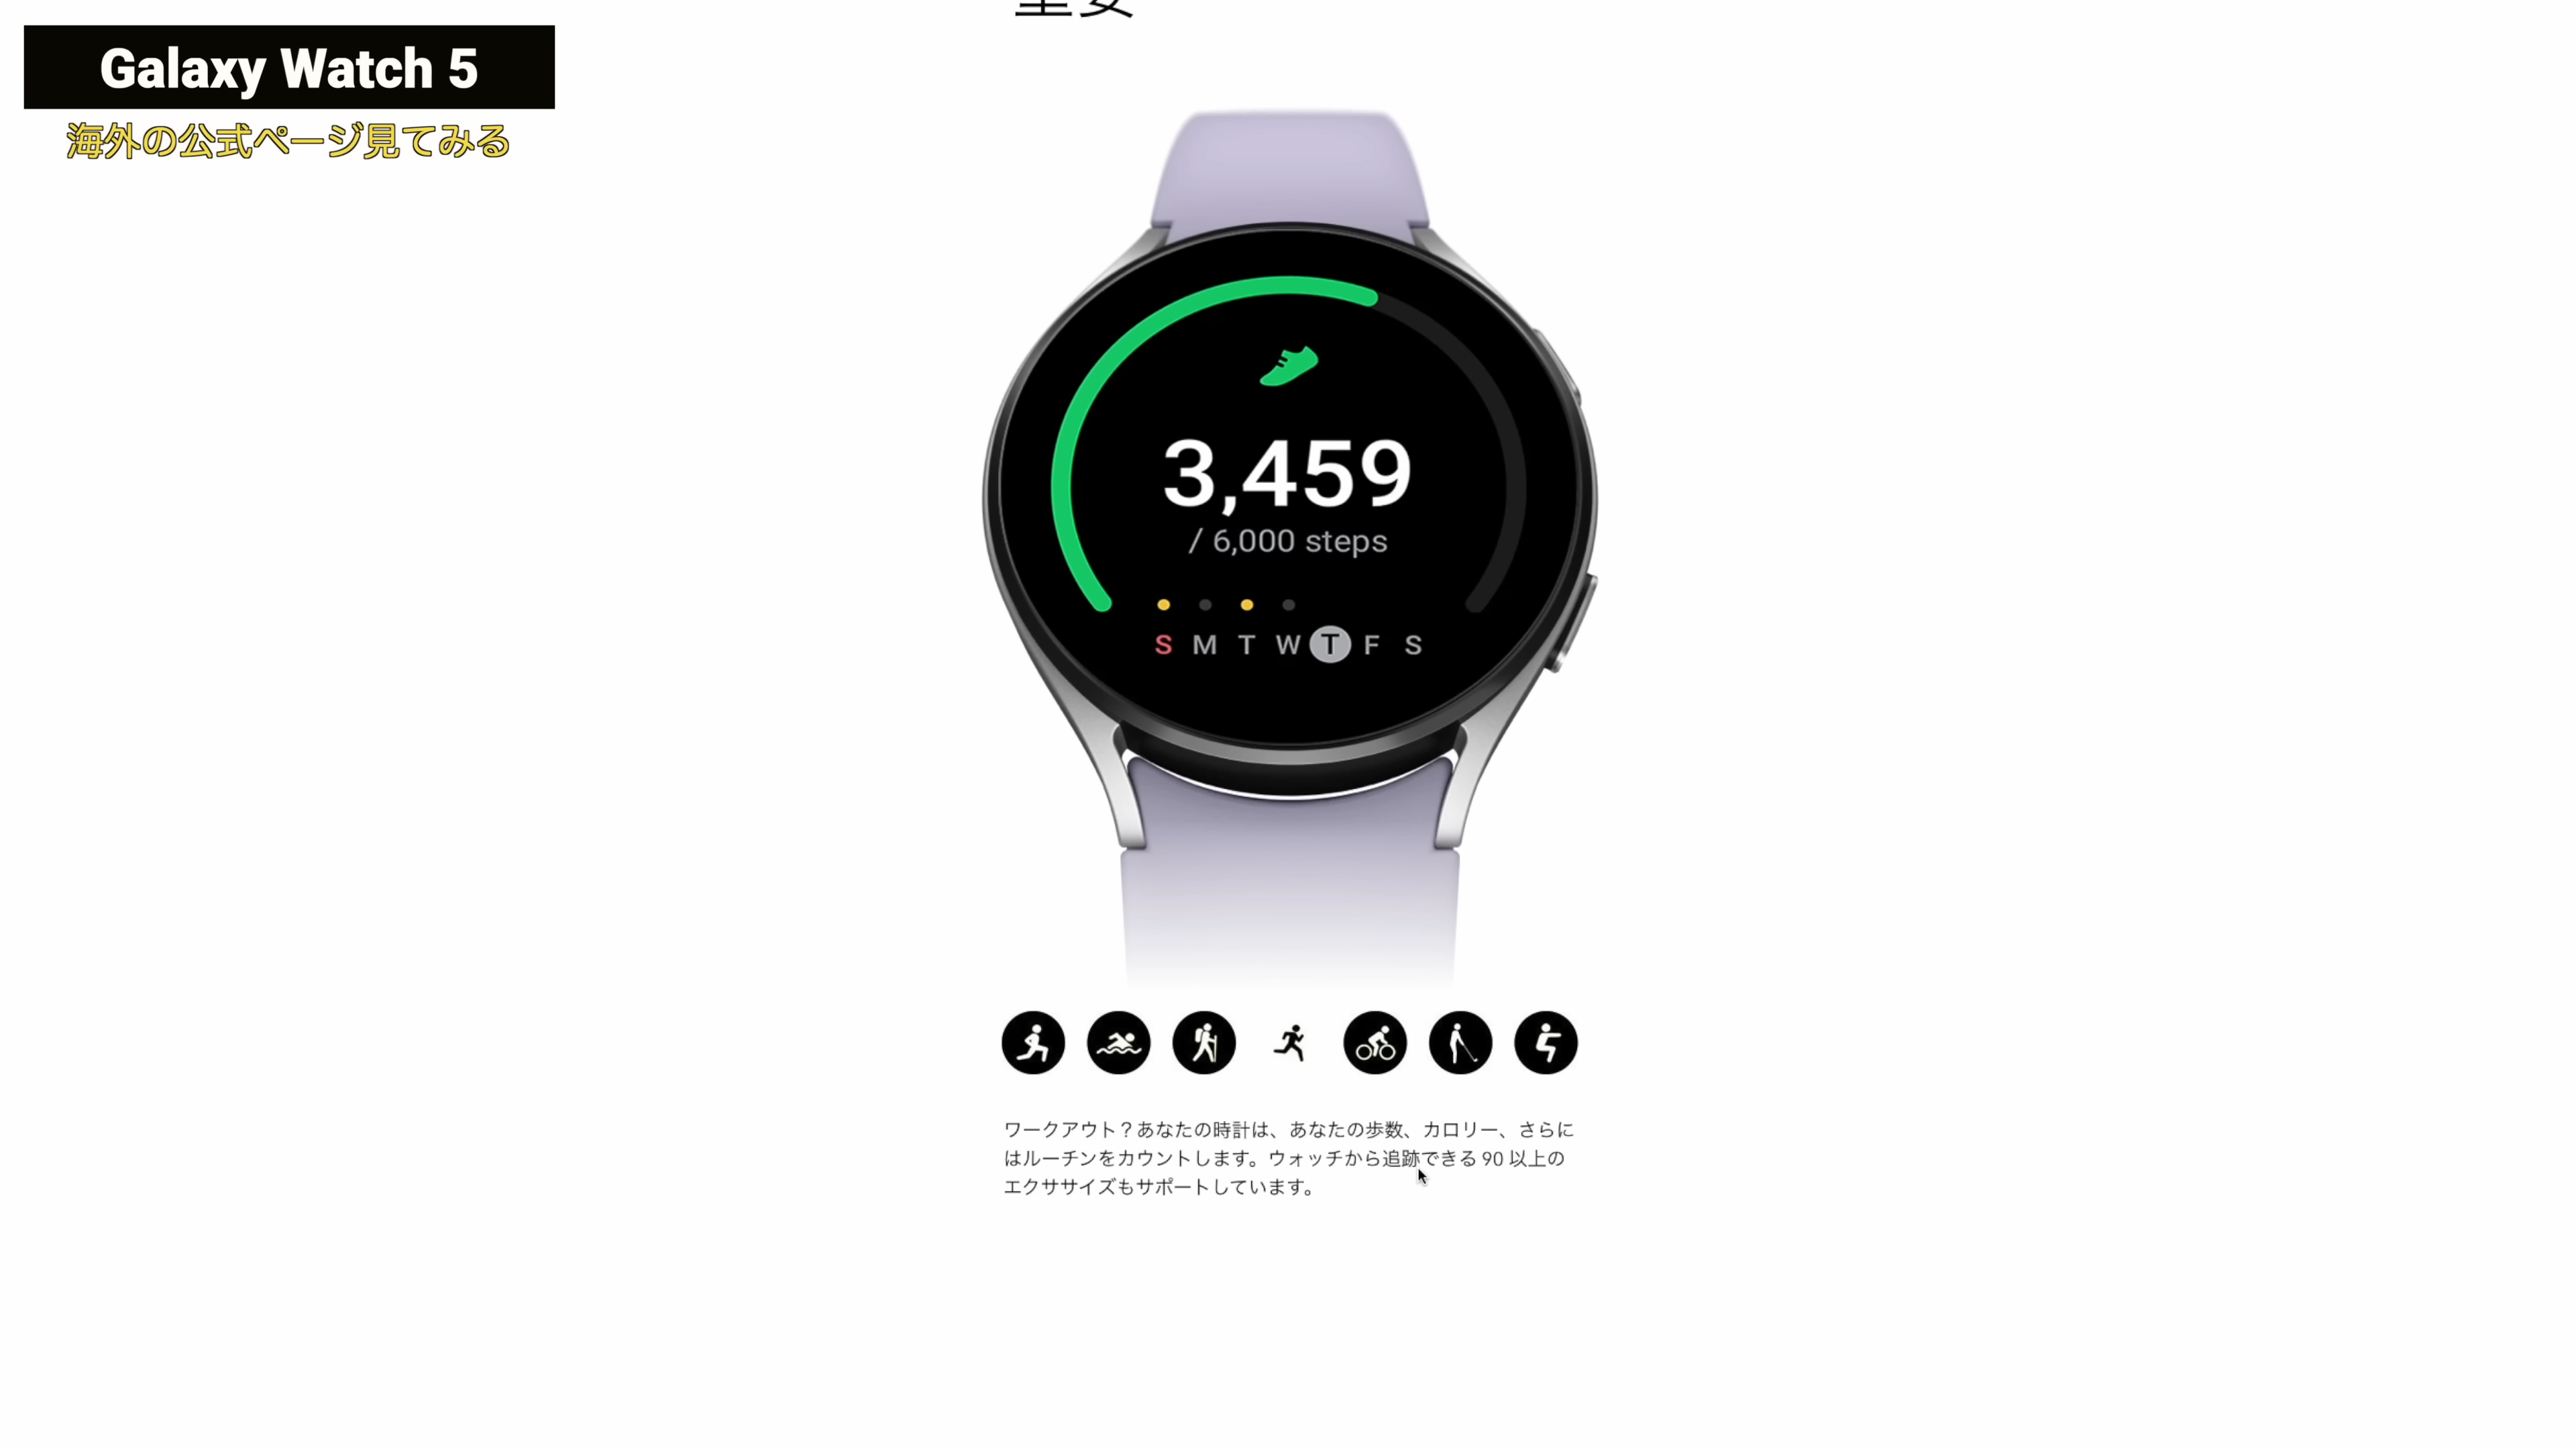 重要
Galaxy Watch 5
海外の公式ページ見てみる
3,459
/ 6,000 steps
S M T W T F S
ワークアウト？あなたの時計は、あなたの歩数、カロリー、さらに
はルーチンをカウントします。ウォッチから追跡できる 90 以上の
エクササイズもサポートしています。